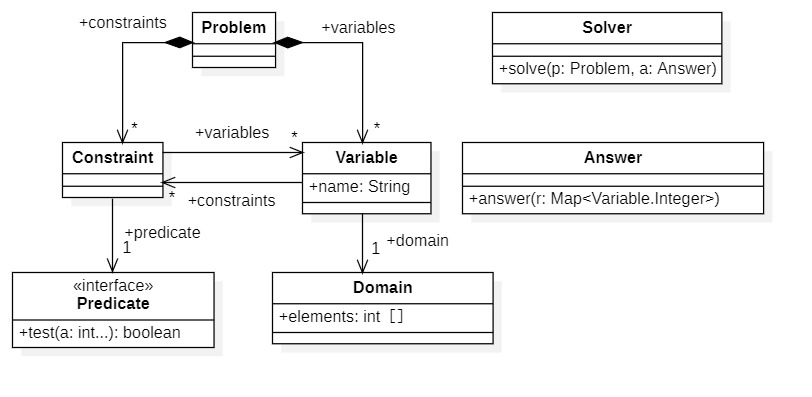 +constraints
Problem
+variables
Solver
+solve(p: Problem, a: Answer)
*
*
Constraint
+variables
*
Variable
+name: String
*
+constraints
Answer
+answer(r: Map<Variable.Integer>)
+predicate
1
1
+domain
«interface»
Predicate
+test(a: int...): boolean
Domain
+elements: int []